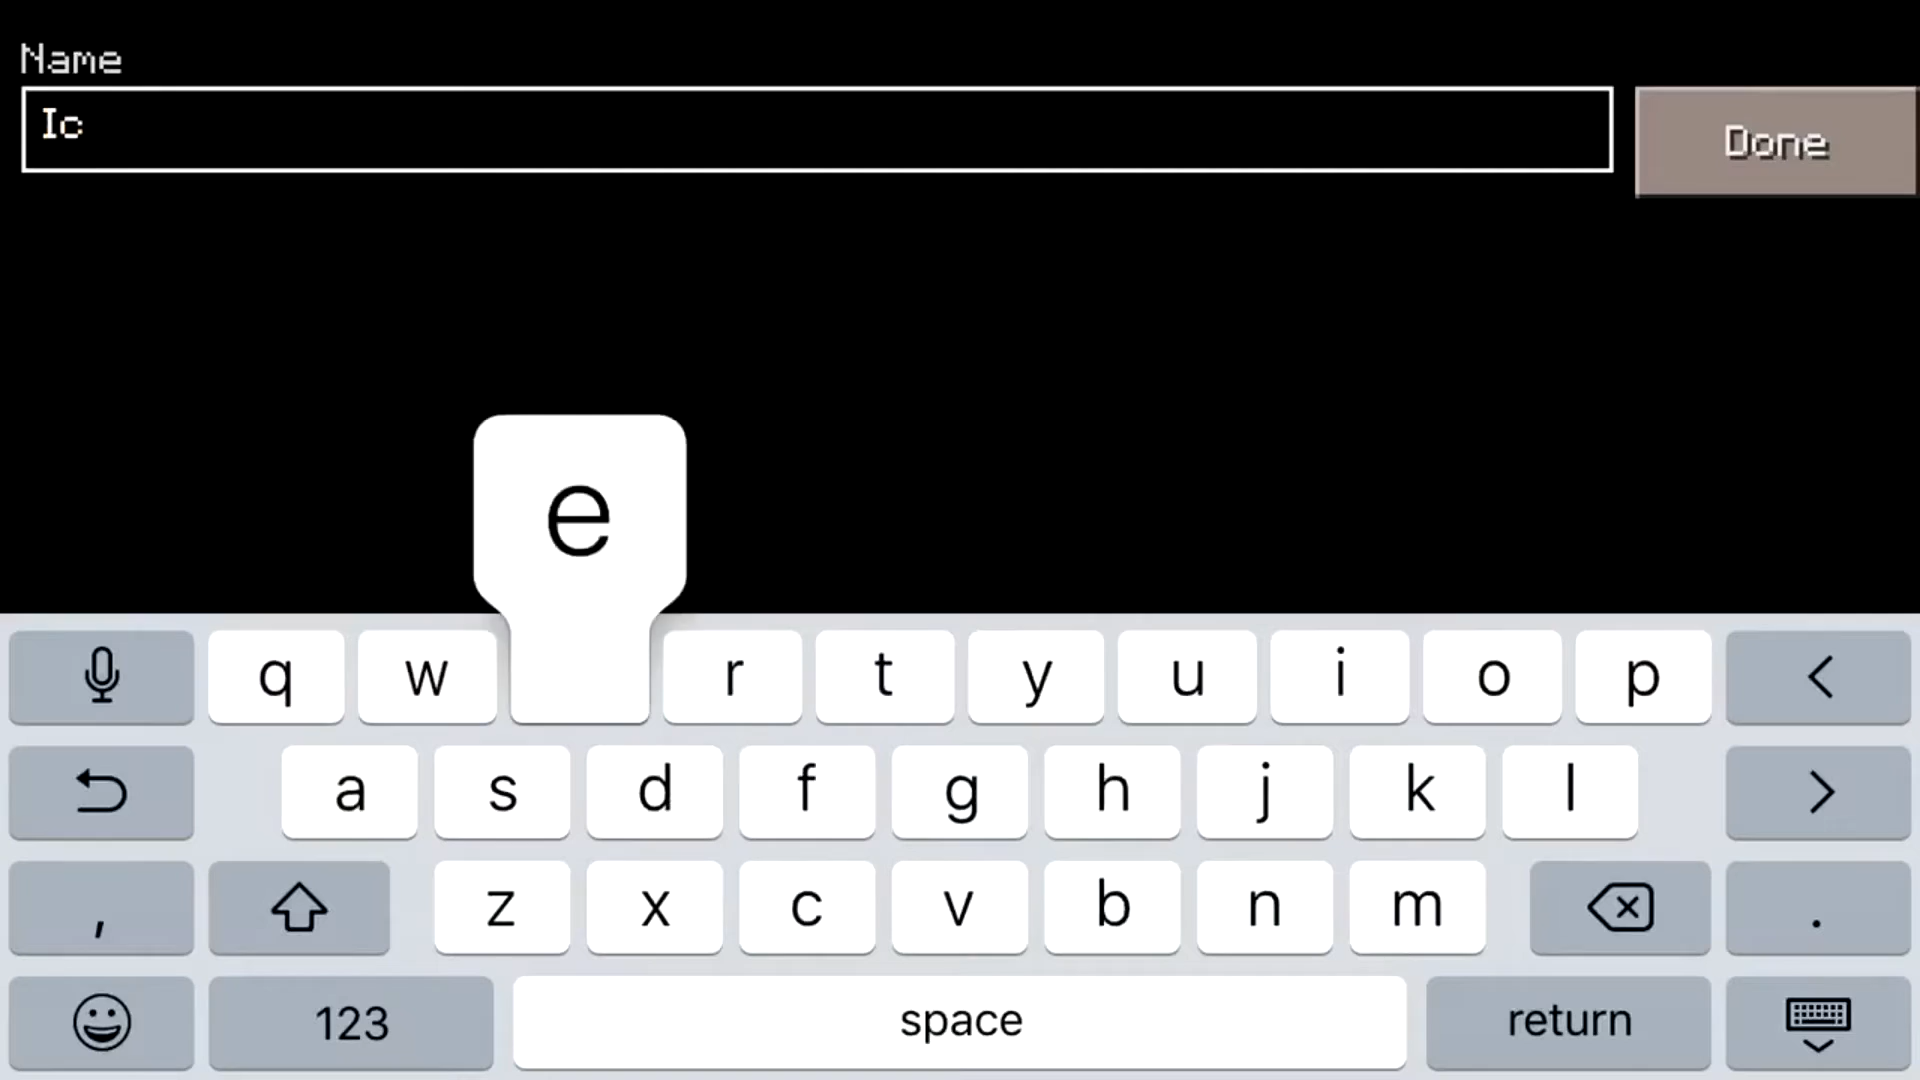 Name
Ic
Done
e
q w r t y u i o p <
a s d f g h j k l >
, z x c v b n m .
123 space return